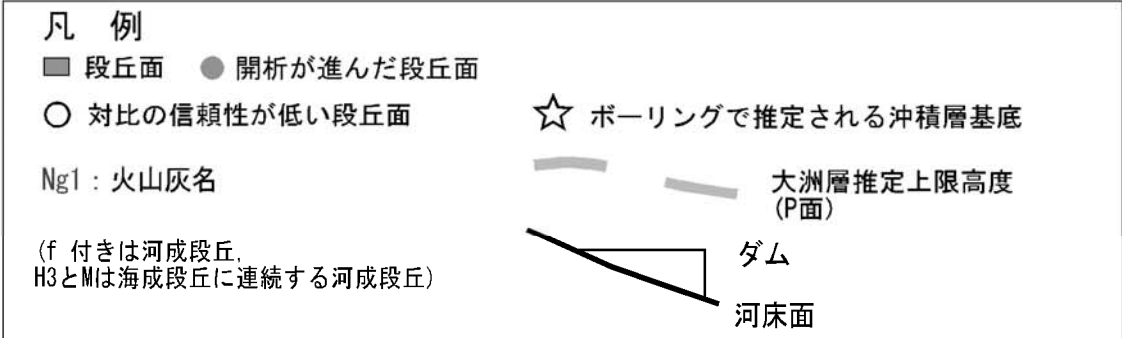 凡 例
段丘面 開析が進んだ段丘面
対比の信頼性が低い段丘面
ボーリングで推定される沖積層基底
Ng1：火山灰名
大洲層推定上限高度
(P面)
(f 付きは河成段丘,
H3とMは海成段丘に連続する河成段丘)
ダム
河床面